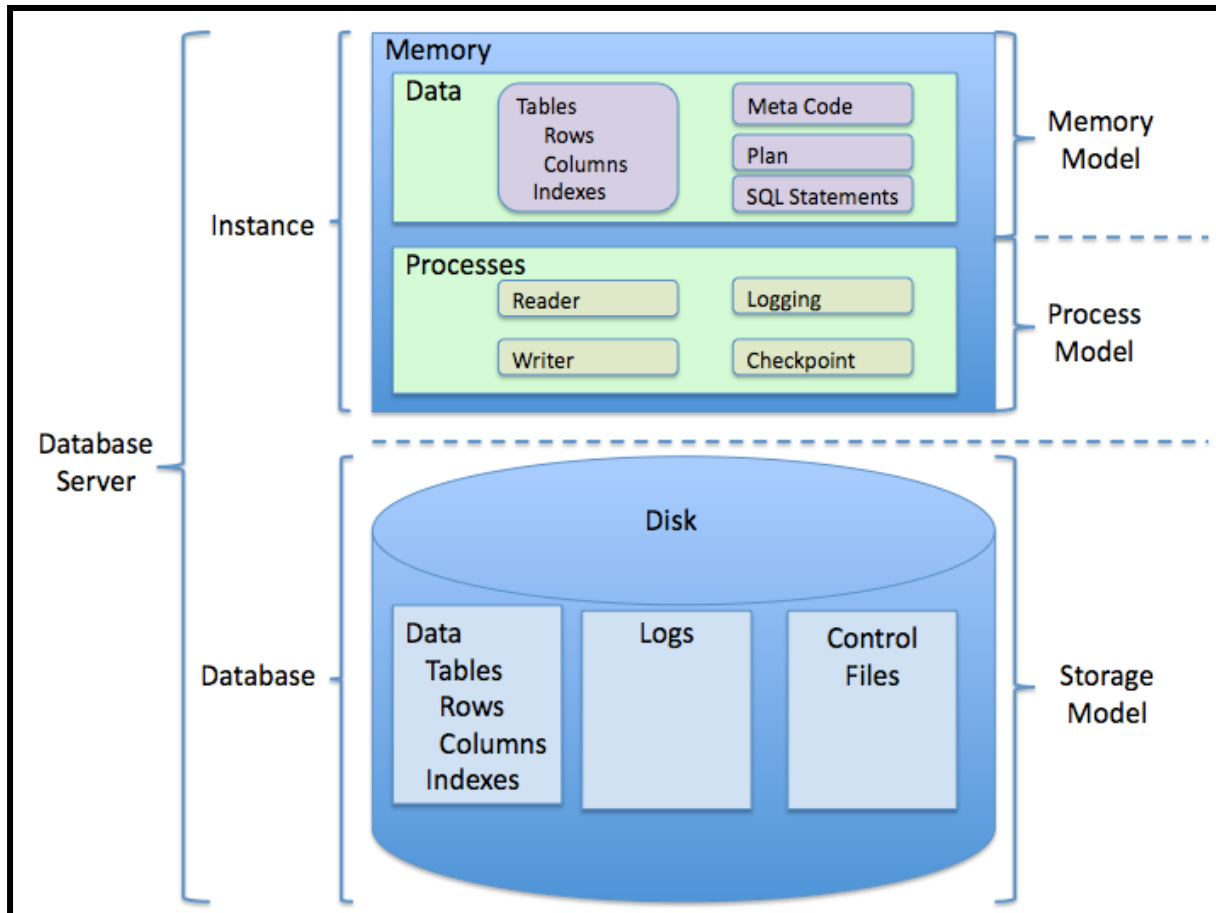 Memory
Data
Tables
Rows
Columns
Indexes
Meta Code
Plan
SQL Statements
Memory
Model
Instance
Processes
Reader
Logging
Writer
Checkpoint
Process
Model
Database
Server
Disk
Data
Tables
Rows
Columns
Indexes
Logs
Control
Files
Database
Storage
Model